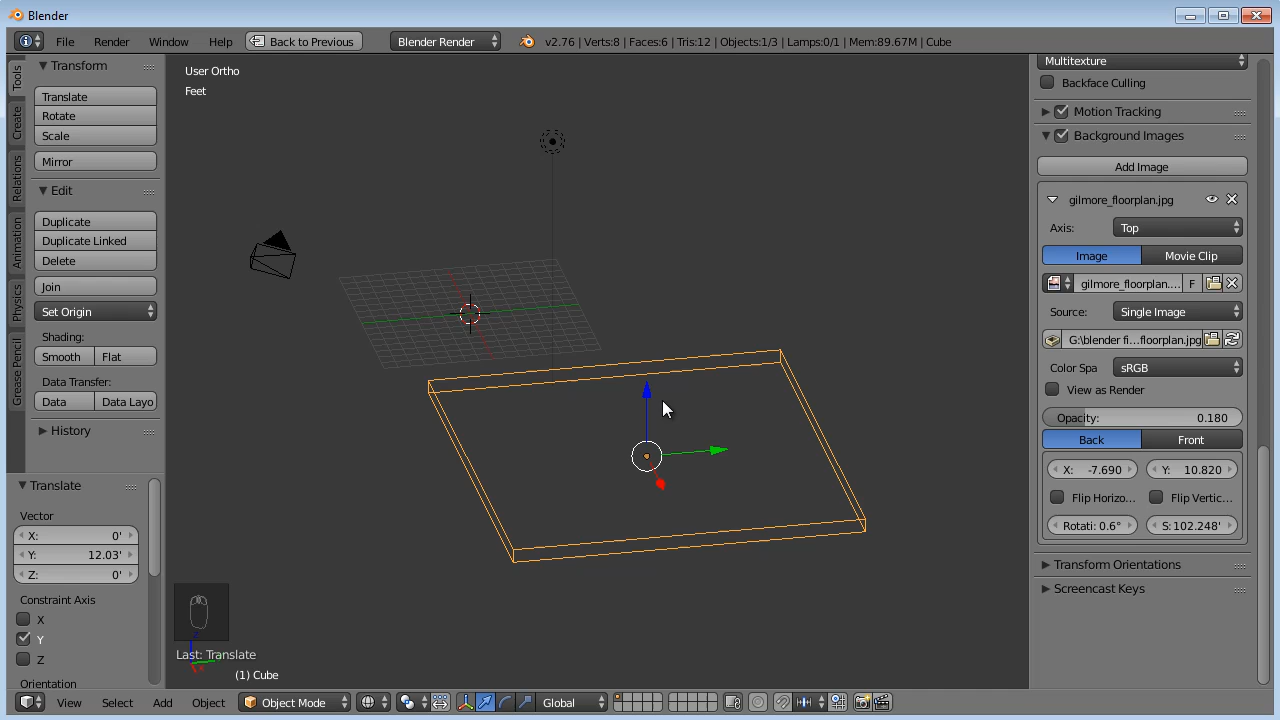 Blender
File Render Window Help Back to Previous Blender Render v2.76 | Verts:8 | Faces:6 | Tris:12 | Objects:1/3 | Lamps:0/1 | Mem:89.67M | Cube
Tools
Create
Relations
Animation
Physics
Grease Pencil
Transform
Translate
Rotate
Scale
Mirror
Edit
Duplicate
Duplicate Linked
Delete
Join
Set Origin
Shading:
Smooth Flat
Data Transfer:
Data Data Layo
History
Translate
Vector
X: 0'
Y: 12.03'
Z: 0'
Constraint Axis
X
Y
Z
Orientation
User Ortho
Feet
Last: Translate
(1) Cube
Multitexture
Backface Culling
Motion Tracking
Background Images
Add Image
gilmore_floorplan.jpg
Axis: Top
Image Movie Clip
gilmore_floorplan.... F
Source: Single Image
G:\blender fi...floorplan.jpg
Color Spa sRGB
View as Render
Opacity: 0.180
Back Front
X: -7.690 Y: 10.820
Flip Horizo... Flip Vertic...
Rotati: 0.6° S:102.248'
Transform Orientations
Screencast Keys
View Select Add Object Object Mode Global